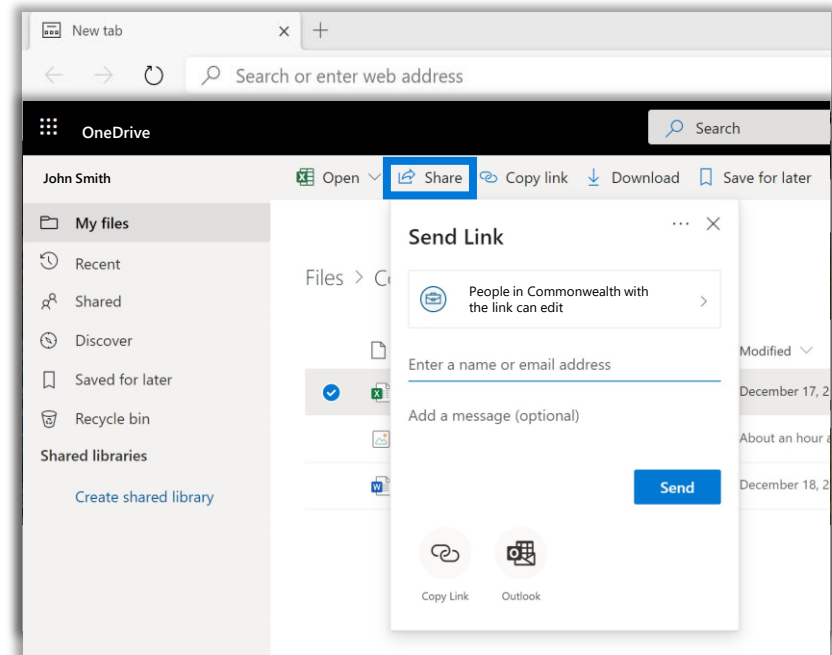 New tab
Search or enter web address
OneDrive
Search
John Smith
Open
Share
Copy link
Download
Save for later
My files
Recent
Shared
Discover
Saved for later
Recycle bin
Shared libraries
Create shared library
Files >
Send Link
People in Commonwealth with
the link can edit
Enter a name or email address
Add a message (optional)
Send
Copy Link
Outlook
Modified
December 17, 2
About an hour
December 18, 2